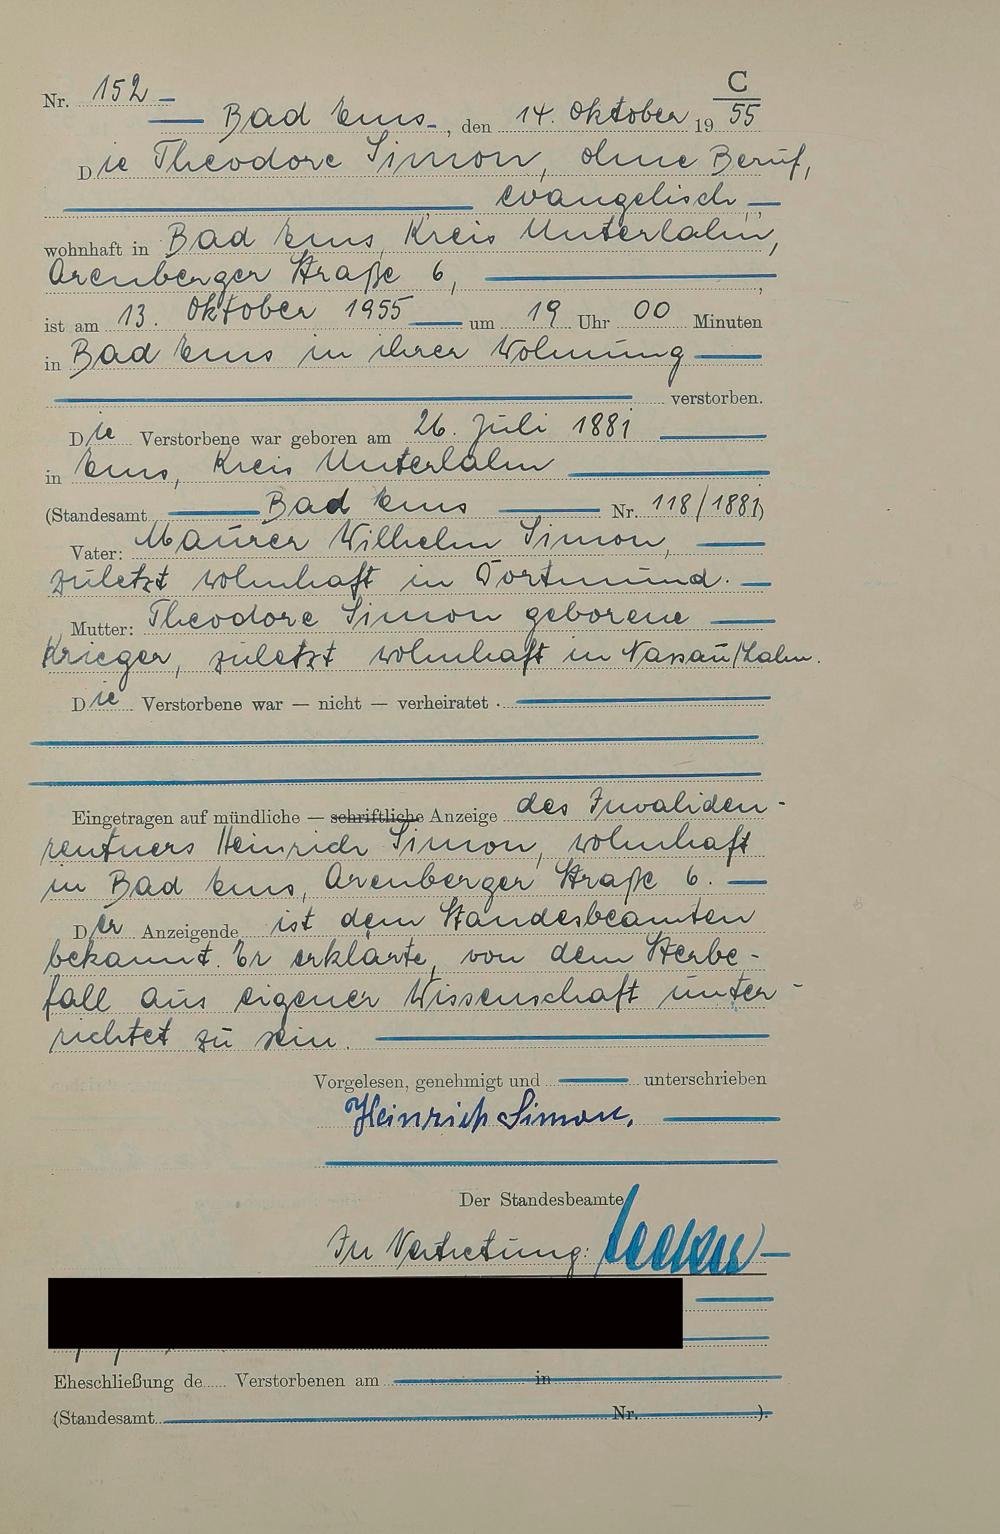 C
Nr. 152
Bad Ems, den 14. Oktober 1955
Die Theodore Simon, ohne Beruf,
evangelisch,
wohnhaft in Bad Ems, Kreis Unterlahn,
Arenberger Straße 6,
ist am 13. Oktober 1955 um 19 Uhr 00 Minuten
in Bad Ems in ihrer Wohnung
verstorben.
Die Verstorbene war geboren am 26. Juli 1881
in Ems, Kreis Unterlahn
(Standesamt Bad Ems Nr. 118/1881)
Vater: Maurer Wilhelm Simon,
zuletzt wohnhaft in Dortmund.
Mutter: Theodore Simon geborene
Krieger, zuletzt wohnhaft in Nassau/Lahn.
Die Verstorbene war — nicht — verheiratet.
Eingetragen auf mündliche — schriftliche Anzeige des Invaliden-
rentners Heinrich Simon, wohnhaft
in Bad Ems, Arenberger Straße 6.
Der Anzeigende ist dem Standesbeamten
bekannt. Er erklärte, von dem Sterbe-
fall aus eigener Wissenschaft unter-
richtet zu sein.
Vorgelesen, genehmigt und unterschrieben
Heinrich Simon.
Der Standesbeamte
In Vertretung:
Eheschließung de Verstorbenen am in
(Standesamt Nr. ).